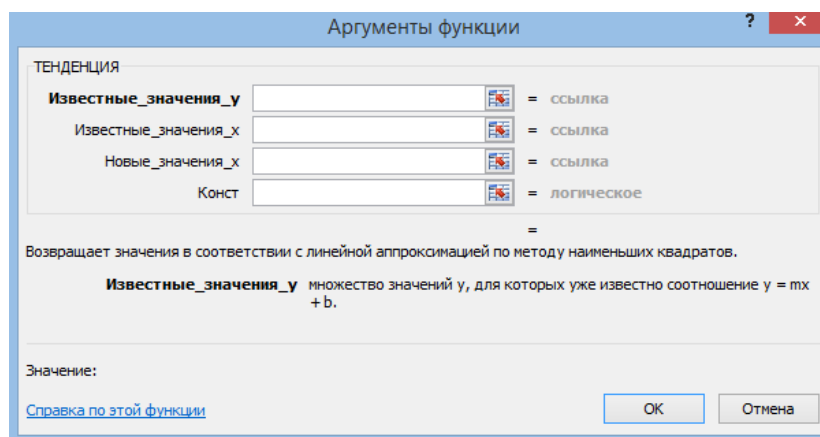 Аргументы функции ? ×
ТЕНДЕНЦИЯ
Известные_значения_y = ссылка
Известные_значения_x = ссылка
Новые_значения_x = ссылка
Конст = логическое
=
Возвращает значения в соответствии с линейной аппроксимацией по методу наименьших квадратов.
Известные_значения_y множество значений y, для которых уже известно соотношение y = mx
+ b.
Значение:
Справка по этой функции ОК Отмена